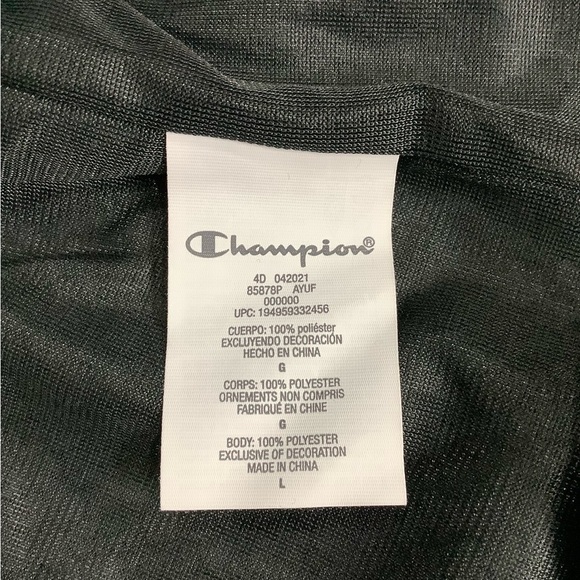 Champion®
4D 042021
85878P AYUF
000000
UPC: 194959332456
CUERPO: 100% poliéster
EXCLUYENDO DECORACIÓN
HECHO EN CHINA
G
CORPS: 100% POLYESTER
ORNEMENTS NON COMPRIS
FABRIQUÉ EN CHINE
G
BODY: 100% POLYESTER
EXCLUSIVE OF DECORATION
MADE IN CHINA
L